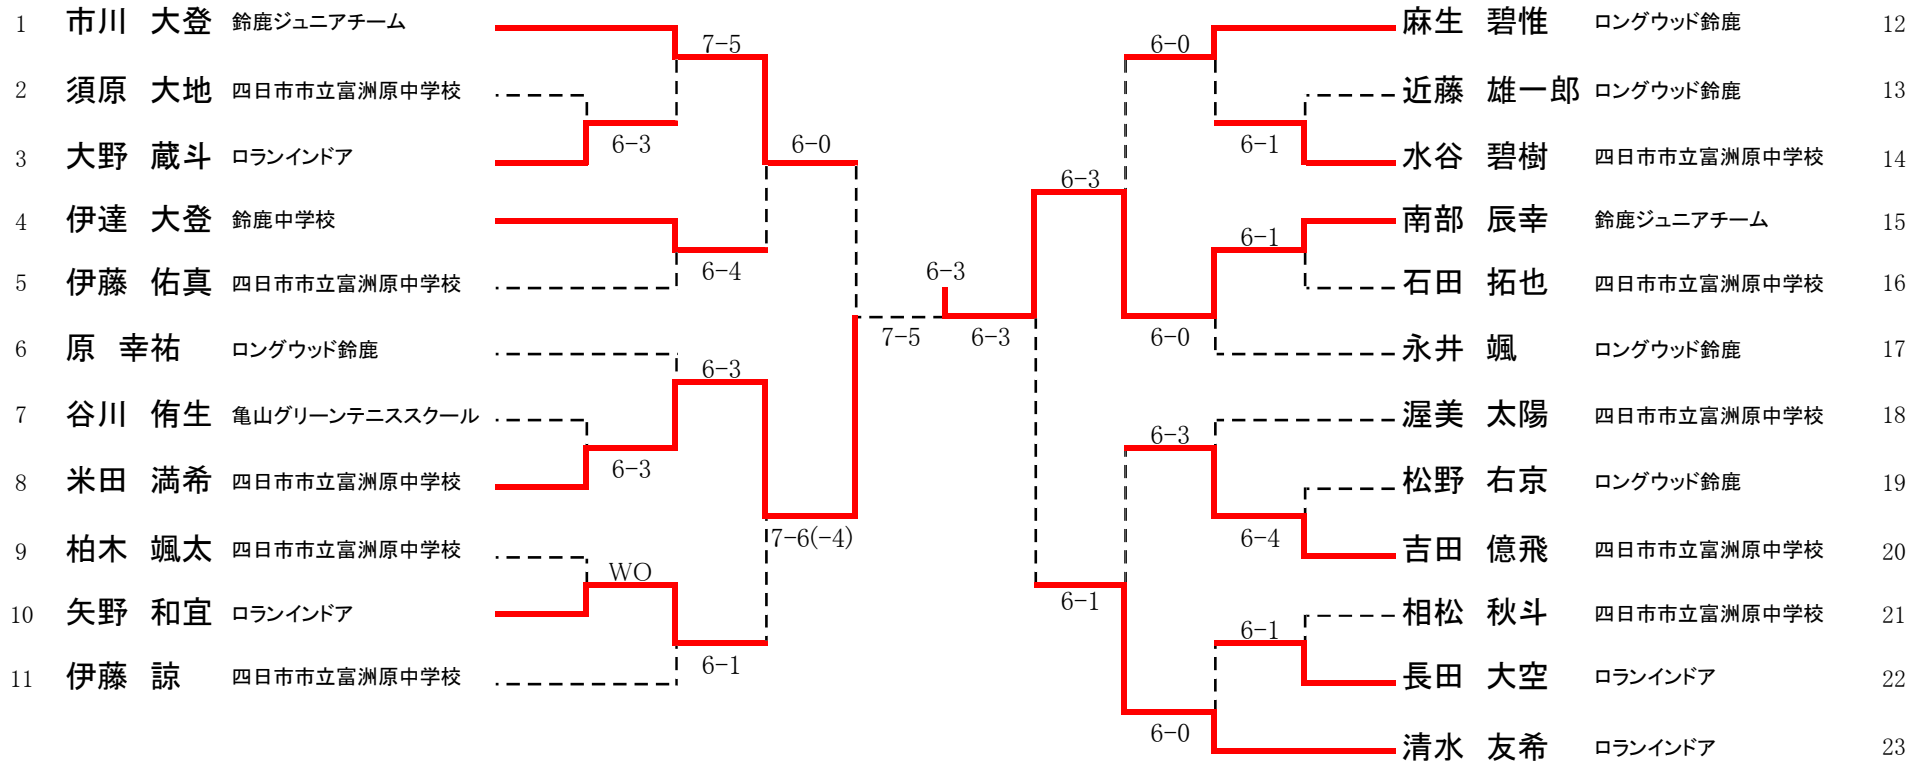 1 市川 大登 鈴鹿ジュニアチーム
2 須原 大地 四日市市立富洲原中学校
3 大野 蔵斗 ロランインドア
4 伊達 大登 鈴鹿中学校
5 伊藤 佑真 四日市市立富洲原中学校
6 原 幸祐 ロングウッド鈴鹿
7 谷川 侑生 亀山グリーンテニススクール
8 米田 満希 四日市市立富洲原中学校
9 柏木 颯太 四日市市立富洲原中学校
10 矢野 和宜 ロランインドア
11 伊藤 諒 四日市市立富洲原中学校
7-5
6-3
6-0
6-4
6-3
6-3
7-6(-4)
WO
6-1
7-5
6-3
6-3
6-3
6-1
6-0
6-1
6-1
6-0
6-3
6-4
6-1
6-0
麻生 碧惟 ロングウッド鈴鹿 12
近藤 雄一郎 ロングウッド鈴鹿 13
水谷 碧樹 四日市市立富洲原中学校 14
南部 辰幸 鈴鹿ジュニアチーム 15
石田 拓也 四日市市立富洲原中学校 16
永井 颯 ロングウッド鈴鹿 17
渥美 太陽 四日市市立富洲原中学校 18
松野 右京 ロングウッド鈴鹿 19
吉田 億飛 四日市市立富洲原中学校 20
相松 秋斗 四日市市立富洲原中学校 21
長田 大空 ロランインドア 22
清水 友希 ロランインドア 23